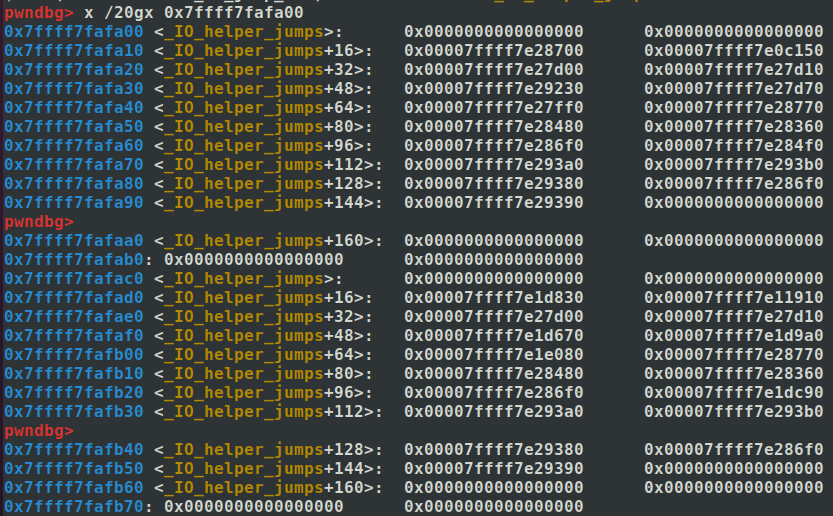 pwndbg> x /20gx 0x7ffff7fafa00
0x7ffff7fafa00 <_IO_helper_jumps>: 0x0000000000000000 0x0000000000000000
0x7ffff7fafa10 <_IO_helper_jumps+16>: 0x00007ffff7e28700 0x00007ffff7e0c150
0x7ffff7fafa20 <_IO_helper_jumps+32>: 0x00007ffff7e27d00 0x00007ffff7e27d10
0x7ffff7fafa30 <_IO_helper_jumps+48>: 0x00007ffff7e29230 0x00007ffff7e27d70
0x7ffff7fafa40 <_IO_helper_jumps+64>: 0x00007ffff7e27ff0 0x00007ffff7e28770
0x7ffff7fafa50 <_IO_helper_jumps+80>: 0x00007ffff7e28480 0x00007ffff7e28360
0x7ffff7fafa60 <_IO_helper_jumps+96>: 0x00007ffff7e286f0 0x00007ffff7e284f0
0x7ffff7fafa70 <_IO_helper_jumps+112>: 0x00007ffff7e293a0 0x00007ffff7e293b0
0x7ffff7fafa80 <_IO_helper_jumps+128>: 0x00007ffff7e29380 0x00007ffff7e286f0
0x7ffff7fafa90 <_IO_helper_jumps+144>: 0x00007ffff7e29390 0x0000000000000000
pwndbg>
0x7ffff7fafaa0 <_IO_helper_jumps+160>: 0x0000000000000000 0x0000000000000000
0x7ffff7fafab0: 0x0000000000000000 0x0000000000000000
0x7ffff7fafac0 <_IO_helper_jumps>: 0x0000000000000000 0x0000000000000000
0x7ffff7fafad0 <_IO_helper_jumps+16>: 0x00007ffff7e1d830 0x00007ffff7e11910
0x7ffff7fafae0 <_IO_helper_jumps+32>: 0x00007ffff7e27d00 0x00007ffff7e27d10
0x7ffff7fafaf0 <_IO_helper_jumps+48>: 0x00007ffff7e1d670 0x00007ffff7e1d9a0
0x7ffff7fafb00 <_IO_helper_jumps+64>: 0x00007ffff7e1e080 0x00007ffff7e28770
0x7ffff7fafb10 <_IO_helper_jumps+80>: 0x00007ffff7e28480 0x00007ffff7e28360
0x7ffff7fafb20 <_IO_helper_jumps+96>: 0x00007ffff7e286f0 0x00007ffff7e1dc90
0x7ffff7fafb30 <_IO_helper_jumps+112>: 0x00007ffff7e293a0 0x00007ffff7e293b0
pwndbg>
0x7ffff7fafb40 <_IO_helper_jumps+128>: 0x00007ffff7e29380 0x00007ffff7e286f0
0x7ffff7fafb50 <_IO_helper_jumps+144>: 0x00007ffff7e29390 0x0000000000000000
0x7ffff7fafb60 <_IO_helper_jumps+160>: 0x0000000000000000 0x0000000000000000
0x7ffff7fafb70: 0x0000000000000000 0x0000000000000000